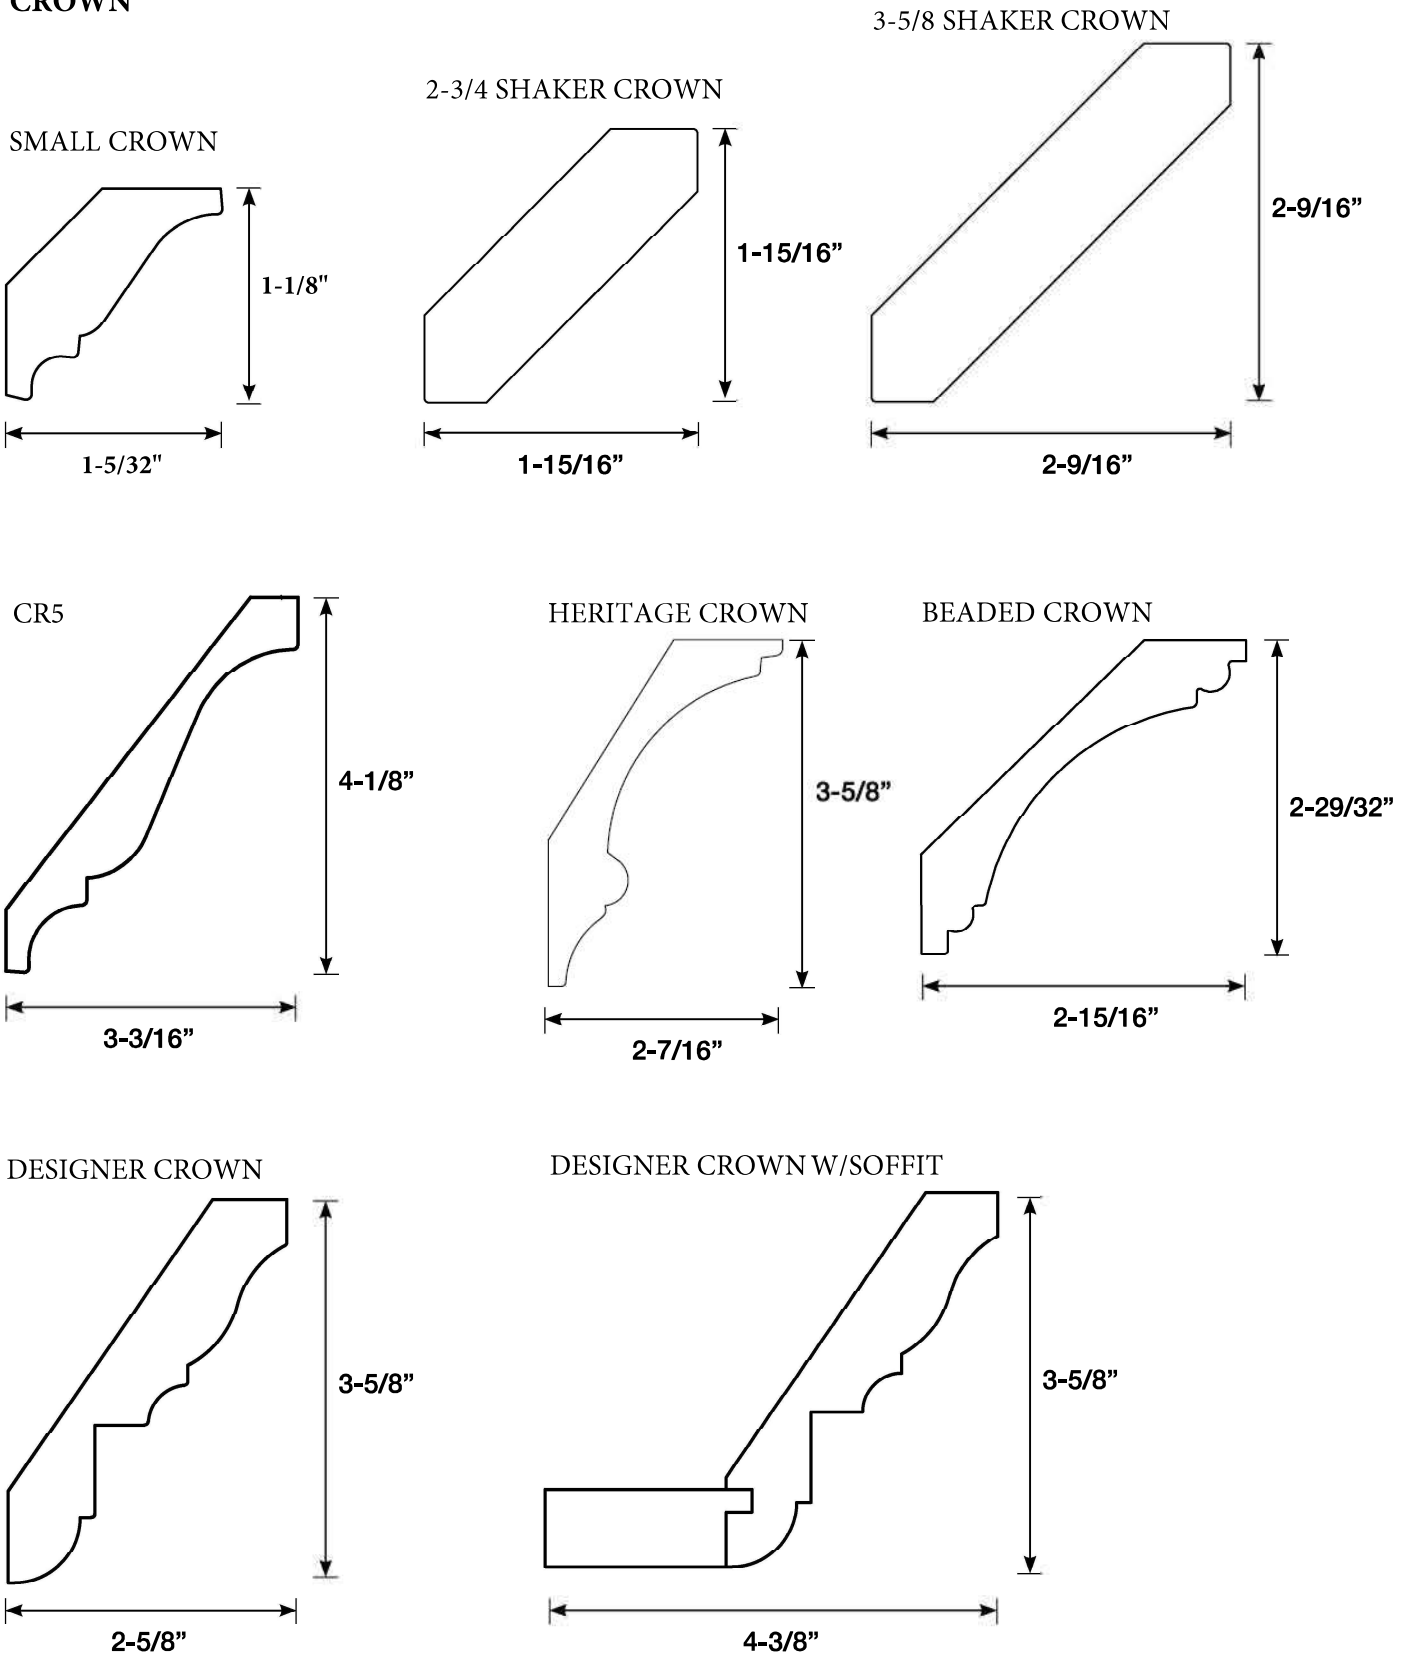 CROWN
3-5/8 SHAKER CROWN
2-3/4 SHAKER CROWN
SMALL CROWN
2-9/16”
1-15/16”
1-1/8"
1-5/32"
1-15/16”
2-9/16”
CR5
HERITAGE CROWN
BEADED CROWN
4-1/8”
3-5/8”
2-29/32”
3-3/16”
2-7/16”
2-15/16”
DESIGNER CROWN
DESIGNER CROWN W/SOFFIT
3-5/8”
3-5/8”
2-5/8”
4-3/8”